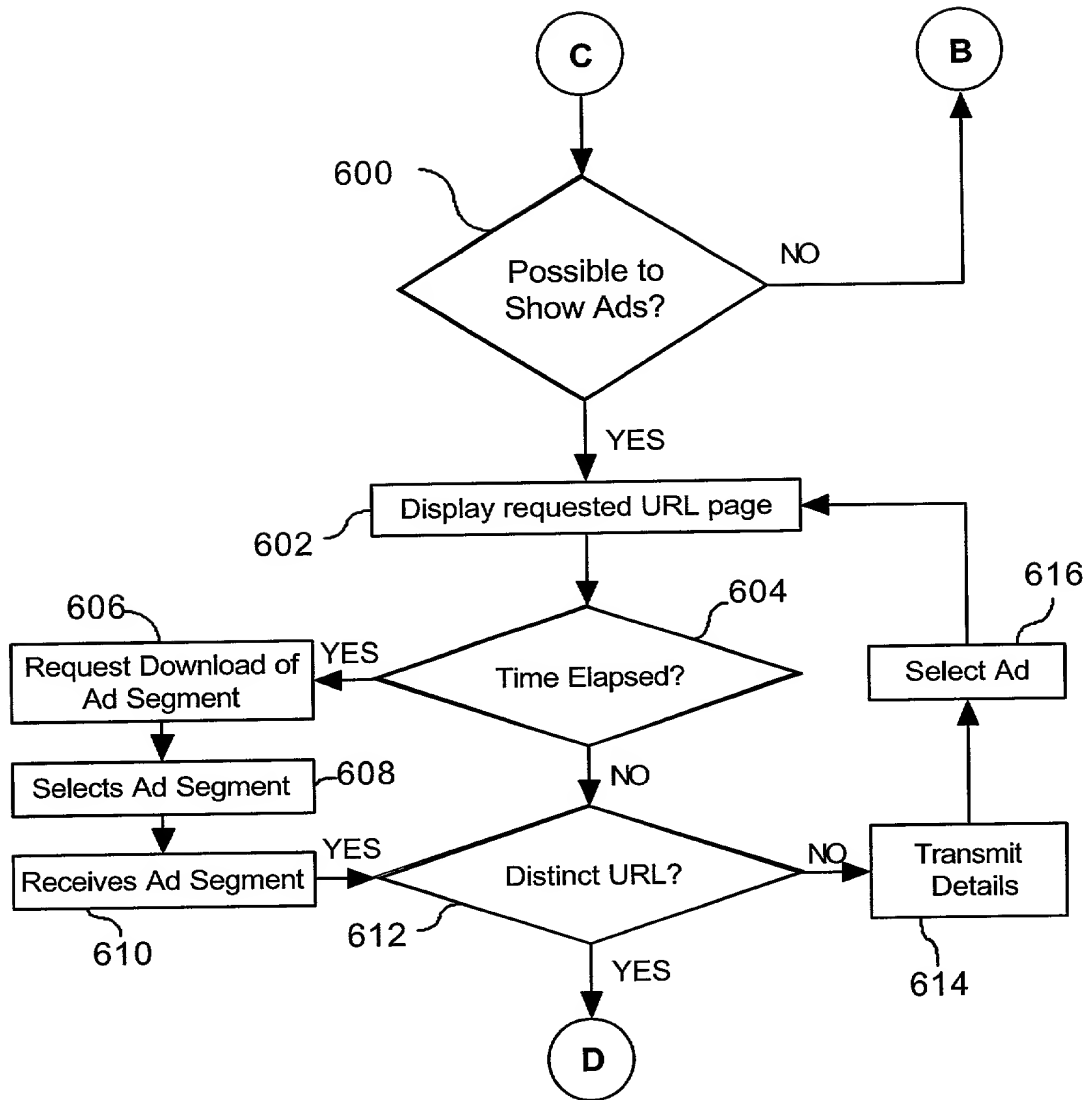 C
B
600
Possible to
Show Ads?
NO
YES
Display requested URL page
602
604
616
606
Request Download of
Ad Segment
YES
Time Elapsed?
Select Ad
NO
Selects Ad Segment
608
Receives Ad Segment
YES
Distinct URL?
NO
Transmit
Details
610
612
YES
614
D